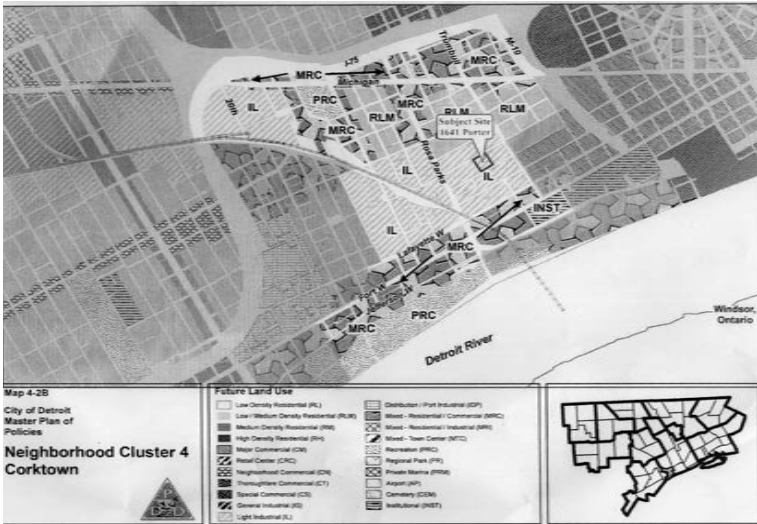 I-75
MRC
Michigan
Trumbull
MRC
M-10
20th
IL
PRC
MRC
MRC
RLM
RLM
RLM
Subject Site
1641 Porter
IL
Rosa Parks
IL
IL
INST
Lafayette W
MRC
Fort W
Jefferson W
MRC
PRC
Detroit River
Windsor,
Ontario
Map 4-2B
City of Detroit
Master Plan of
Policies
Neighborhood Cluster 4
Corktown
P
D D
Future Land Use
Low Density Residential (RL)
Low / Medium Density Residential (RLM)
Medium Density Residential (RM)
High Density Residential (RH)
Major Commercial (CM)
Retail Center (CRC)
Neighborhood Commercial (CN)
Thoroughfare Commercial (CT)
Special Commercial (CS)
General Industrial (IG)
Light Industrial (IL)
Distribution / Port Industrial (IDP)
Mixed - Residential / Commercial (MRC)
Mixed - Residential / Industrial (MRI)
Mixed - Town Center (MTC)
Recreation (PRC)
Regional Park (PR)
Private Marina (PRM)
Airport (AP)
Cemetery (CEM)
Institutional (INST)